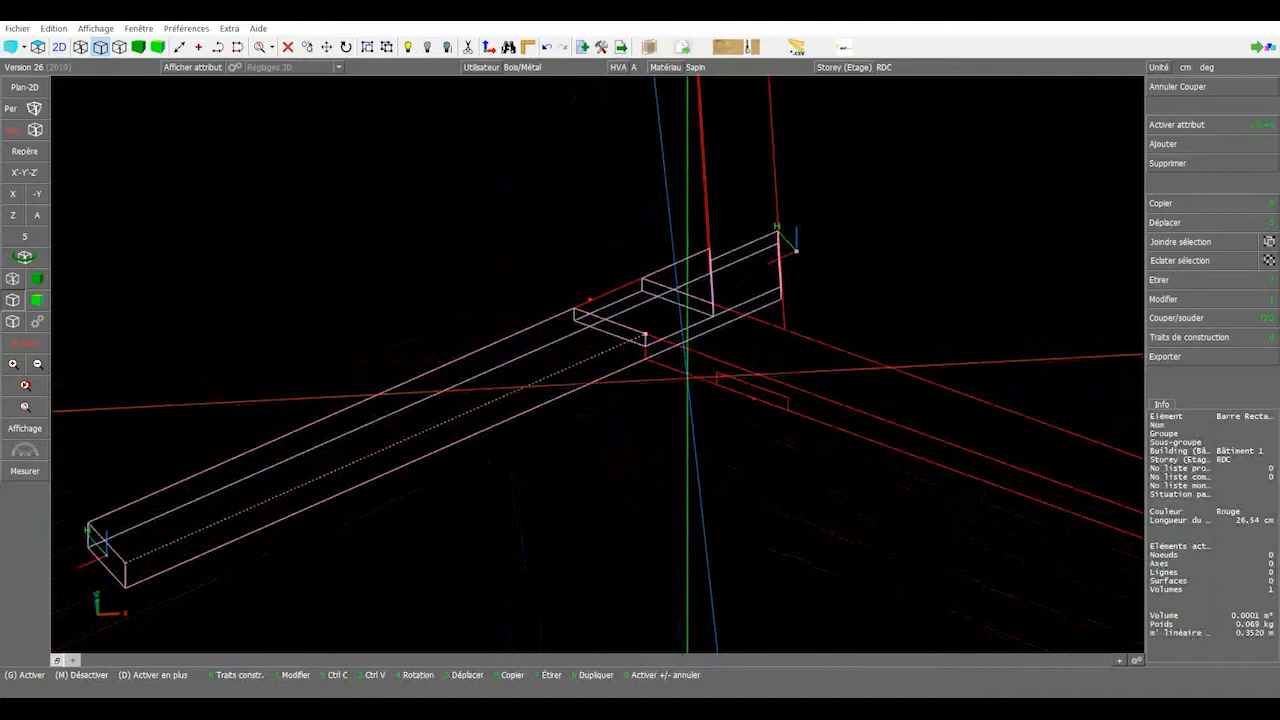 Fichier Edition Affichage Fenêtre Préférences Extra Aide
2D
.CSV
Version 26 (2019) Afficher attribut Réglages 3D Utilisateur Bois/Métal HVA A Matériau Sapin Storey (Etage) RDC Unité cm deg
Plan-2D
Per
Repère
X'-Y'-Z'
X -Y
Z A
5
Affichage
Mesurer
H
H
X
Annuler Couper
Activer attribut
Ajouter
Supprimer
Copier
Déplacer
Joindre sélection
Eclater sélection
Etirer
Modifier
Couper/souder
Traits de construction
Exporter
Info
Elément Barre Recta...
Nom
Groupe
Sous-groupe
Building (Bâ... Bâtiment 1
Storey (Etag... RDC
No liste pro... 0
No liste com... 0
No liste mon... 0
Situation pa...
Couleur Rouge
Longueur du ... 26.54 cm
Eléments act...
Noeuds 0
Axes 0
Lignes 0
Surfaces 0
Volumes 1
Volume 0.0001 m³
Poids 0.069 kg
m' linéaire ... 0.3520 m
(G) Activer (M) Désactiver (D) Activer en plus Traits constr. Modifier Ctrl C Ctrl V Rotation Déplacer Copier Étirer Dupliquer Activer +/- annuler